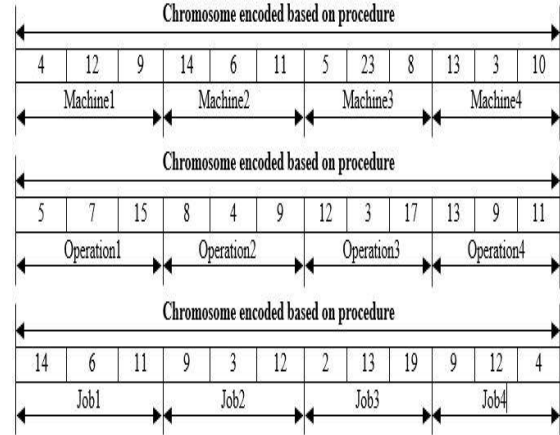 Chromosome encoded based on procedure
4 12 9 14 6 11 5 23 8 13 3 10
Machine1 Machine2 Machine3 Machine4
Chromosome encoded based on procedure
5 7 15 8 4 9 12 3 17 13 9 11
Operation1 Operation2 Operation3 Operation4
Chromosome encoded based on procedure
14 6 11 9 3 12 2 13 19 9 12 4
Job1 Job2 Job3 Job4